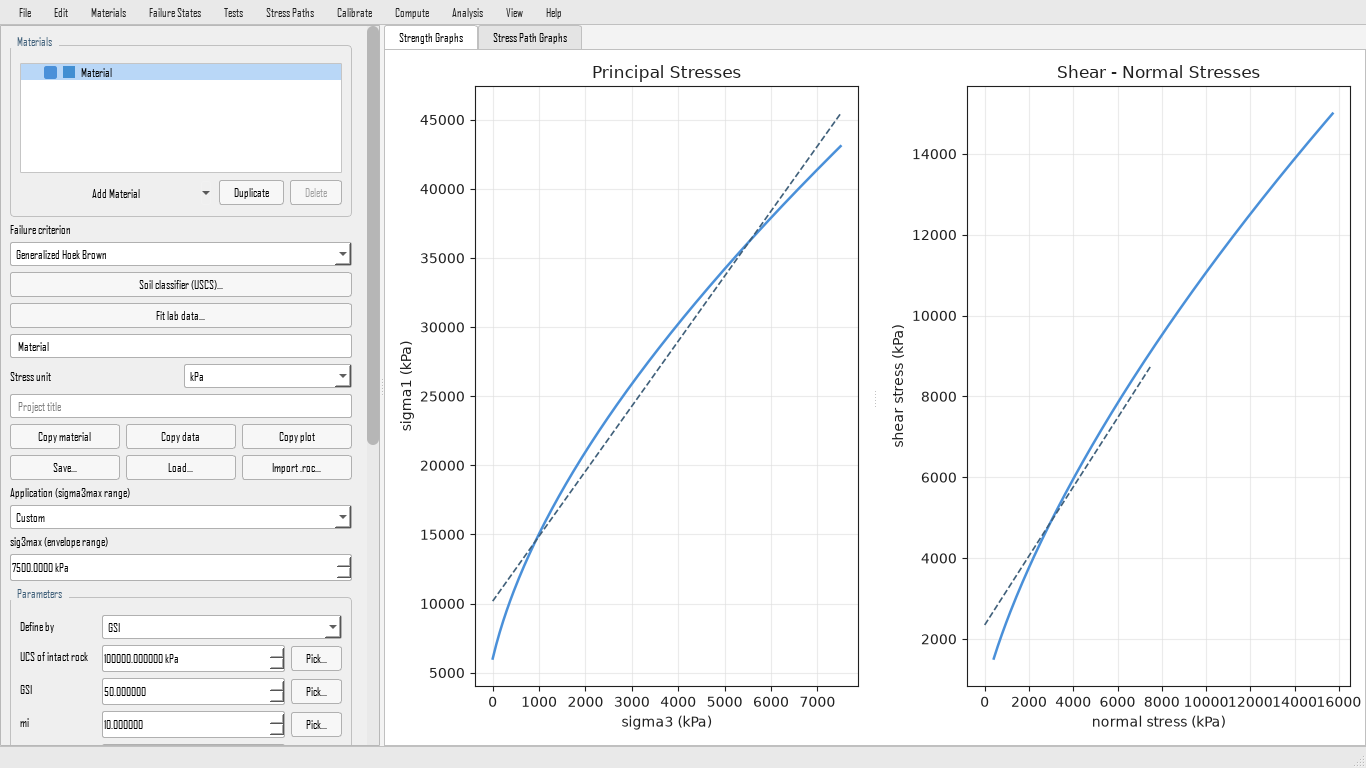 File Edit Materials Failure States Tests Stress Paths Calibrate Compute Analysis View Help
Materials
Material
Add Material Duplicate Delete
Failure criterion
Generalized Hoek Brown
Soil classifier (USCS)...
Fit lab data...
Material
Stress unit kPa
Project title
Copy material Copy data Copy plot
Save... Load... Import .roc...
Application (sigma3max range)
Custom
sig3max (envelope range)
7500.0000 kPa
Parameters
Define by GSI
UCS of intact rock 100000.000000 kPa Pick...
GSI 50.000000 Pick...
mi 10.000000 Pick...
Strength Graphs Stress Path Graphs
Principal Stresses
45000
40000
35000
30000
25000
20000
15000
10000
5000
sigma1 (kPa)
0 1000 2000 3000 4000 5000 6000 7000
sigma3 (kPa)
Shear - Normal Stresses
14000
12000
10000
8000
6000
4000
2000
shear stress (kPa)
0 2000 4000 6000 8000 10000 12000 14000 16000
normal stress (kPa)